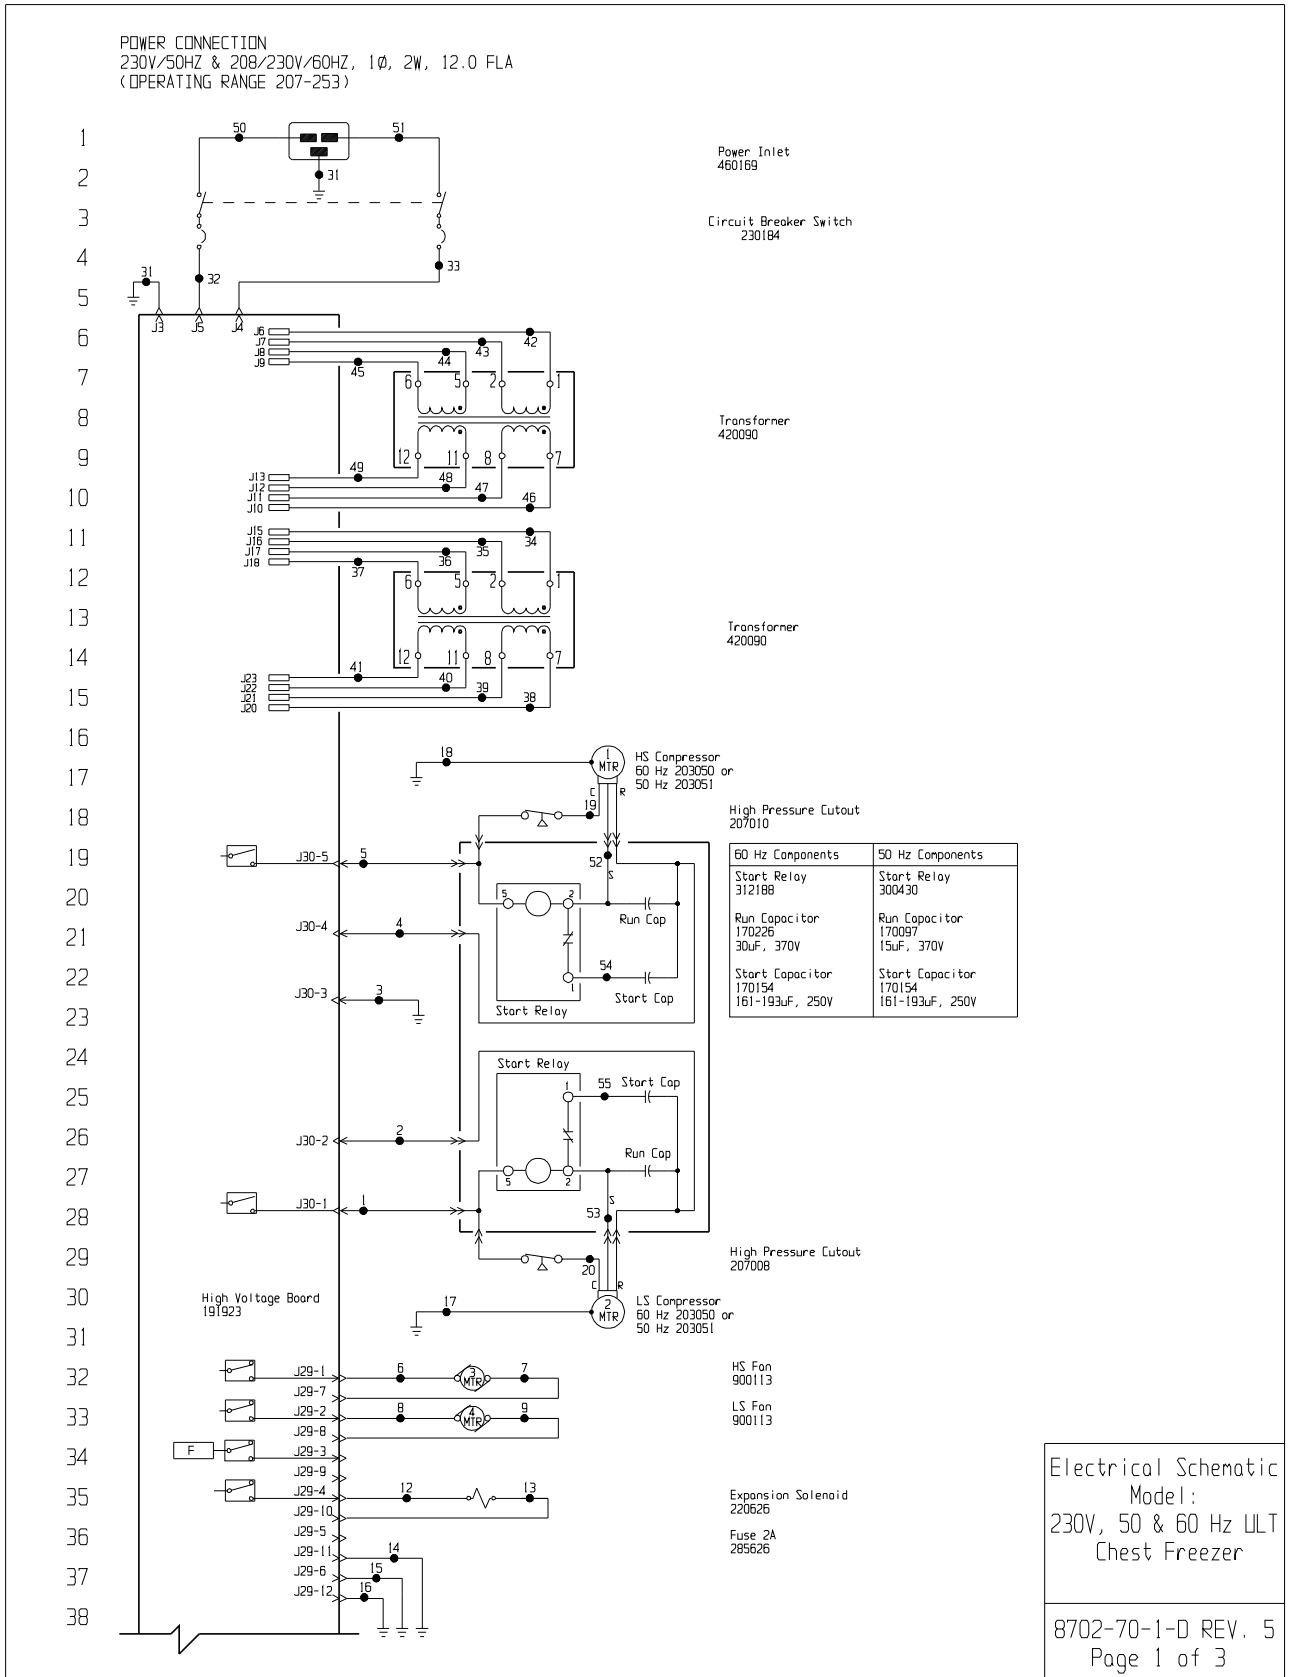 POWER CONNECTION
230V/50HZ & 208/230V/60HZ, 1Ø, 2W, 12.0 FLA
(OPERATING RANGE 207-253)
1
50
51
Power Inlet
460169
2
31
3
Circuit Breaker Switch
230184
4
33
31
32
5
J3
J5
J4
6
J6
J7
J8
J9
42
43
44
45
7
6
5
2
1
8
Transformer
420090
9
12
11
8
7
49
48
47
46
10
J13
J12
J11
J10
11
J15
J16
J17
J18
34
35
36
37
12
6
5
2
1
13
Transformer
420090
14
12
11
8
7
41
40
39
38
15
J23
J22
J21
J20
16
18
1
MTR
HS Compressor
60 Hz 203050 or
50 Hz 203051
17
C
R
19
18
High Pressure Cutout
207010
19
J30-5
5
52
S
60 Hz Components
50 Hz Components
Start Relay
312188
Start Relay
300430
20
5
2
Run Cap
Run Capacitor
170226
30uF, 370V
Run Capacitor
170097
15uF, 370V
21
J30-4
4
22
54
1
Start Cap
Start Capacitor
170154
161-193uF, 250V
Start Capacitor
170154
161-193uF, 250V
J30-3
3
Start Relay
23
24
Start Relay
25
1
55
Start Cap
26
J30-2
2
Run Cap
27
5
2
J30-1
1
S
28
53
29
High Pressure Cutout
207008
20
C
R
30
High Voltage Board
191923
17
2
MTR
LS Compressor
60 Hz 203050 or
50 Hz 203051
31
32
J29-1
6
3
MTR
7
HS Fan
900113
J29-7
33
J29-2
8
4
MTR
9
LS Fan
900113
J29-8
34
F
J29-3
J29-9
35
J29-4
12
13
Expansion Solenoid
220626
J29-10
36
J29-5
Fuse 2A
285626
J29-11
14
37
J29-6
15
J29-12
16
38
Electrical Schematic
Model:
230V, 50 & 60 Hz ULT
Chest Freezer
8702-70-1-D REV. 5
Page 1 of 3